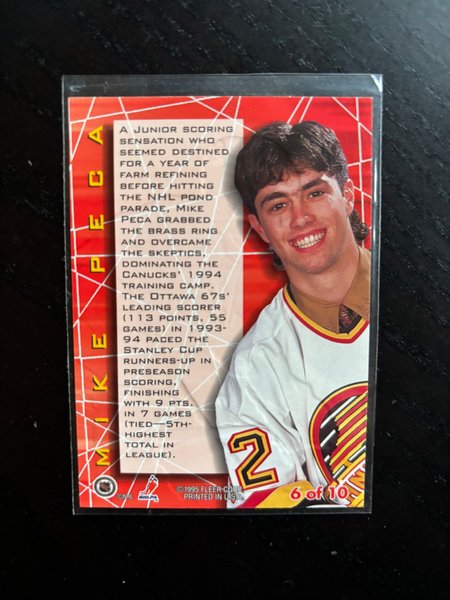 MIKE PECA
A JUNIOR SCORING
SENSATION WHO
SEEMED DESTINED
FOR A YEAR OF
FARM REFINING
BEFORE HITTING
THE NHL POND
PARADE, MIKE
PECA GRABBED
THE BRASS RING
AND OVERCAME
THE SKEPTICS,
DOMINATING THE
CANUCKS' 1994
TRAINING CAMP.
THE OTTAWA 67S'
LEADING SCORER
(113 POINTS, 55
GAMES) IN 1993-
94 PACED THE
STANLEY CUP
RUNNERS-UP IN
PRESEASON
SCORING,
FINISHING
WITH 9 PTS.
IN 7 GAMES
(TIED—5TH-
HIGHEST
TOTAL IN
LEAGUE).
2
NHLPA
©1995 FLEER CORP.
PRINTED IN U.S.A.
6 of 10